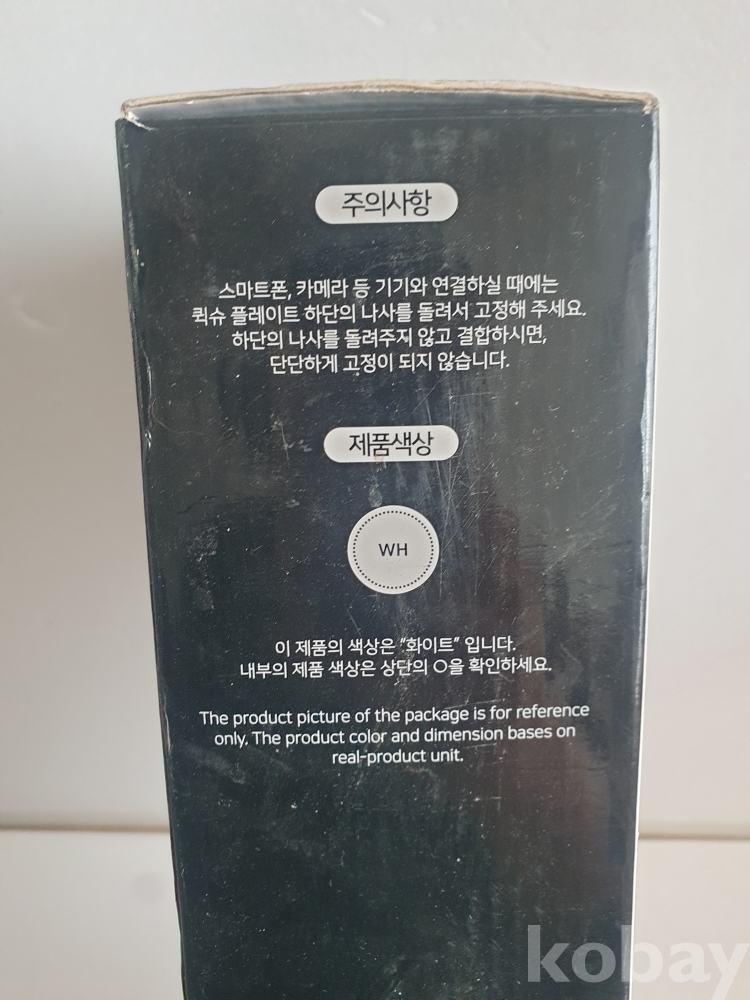 주의사항
스마트폰, 카메라 등 기기와 연결하실 때에는
퀵슈 플레이트 하단의 나사를 돌려서 고정해 주세요.
하단의 나사를 돌려주지 않고 결합하시면,
단단하게 고정이 되지 않습니다.
제품색상
WH
이 제품의 색상은 "화이트" 입니다.
내부의 제품 색상은 상단의 O을 확인하세요.
The product picture of the package is for reference
only. The product color and dimension bases on
real-product unit.
kobay